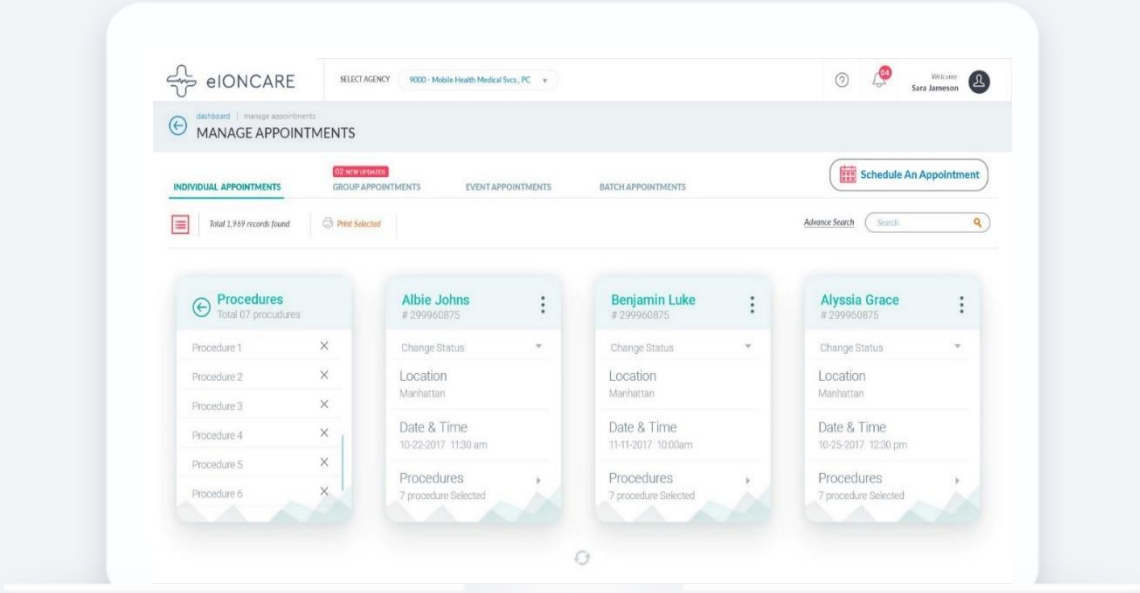 eIONCARE
SELECT AGENCY
9000 - Mobile Health Medical Svcs., PC
04
Welcome
Sara Jameson
dashboard | manage appointments
MANAGE APPOINTMENTS
INDIVIDUAL APPOINTMENTS
02 NEW UPDATES
GROUP APPOINTMENTS
EVENT APPOINTMENTS
BATCH APPOINTMENTS
Schedule An Appointment
Total 1,969 records found
Print Selected
Advance Search
Search
Procedures
Total 07 procudures
Procedure 1
Procedure 2
Procedure 3
Procedure 4
Procedure 5
Procedure 6
Albie Johns
# 299960875
Change Status
Location
Manhattan
Date & Time
10-22-2017 11:30 am
Procedures
7 procedure Selected
Benjamin Luke
# 299960875
Change Status
Location
Manhattan
Date & Time
11-11-2017 10:00am
Procedures
7 procedure Selected
Alyssia Grace
# 299960875
Change Status
Location
Manhattan
Date & Time
10-25-2017 12:30 pm
Procedures
7 procedure Selected